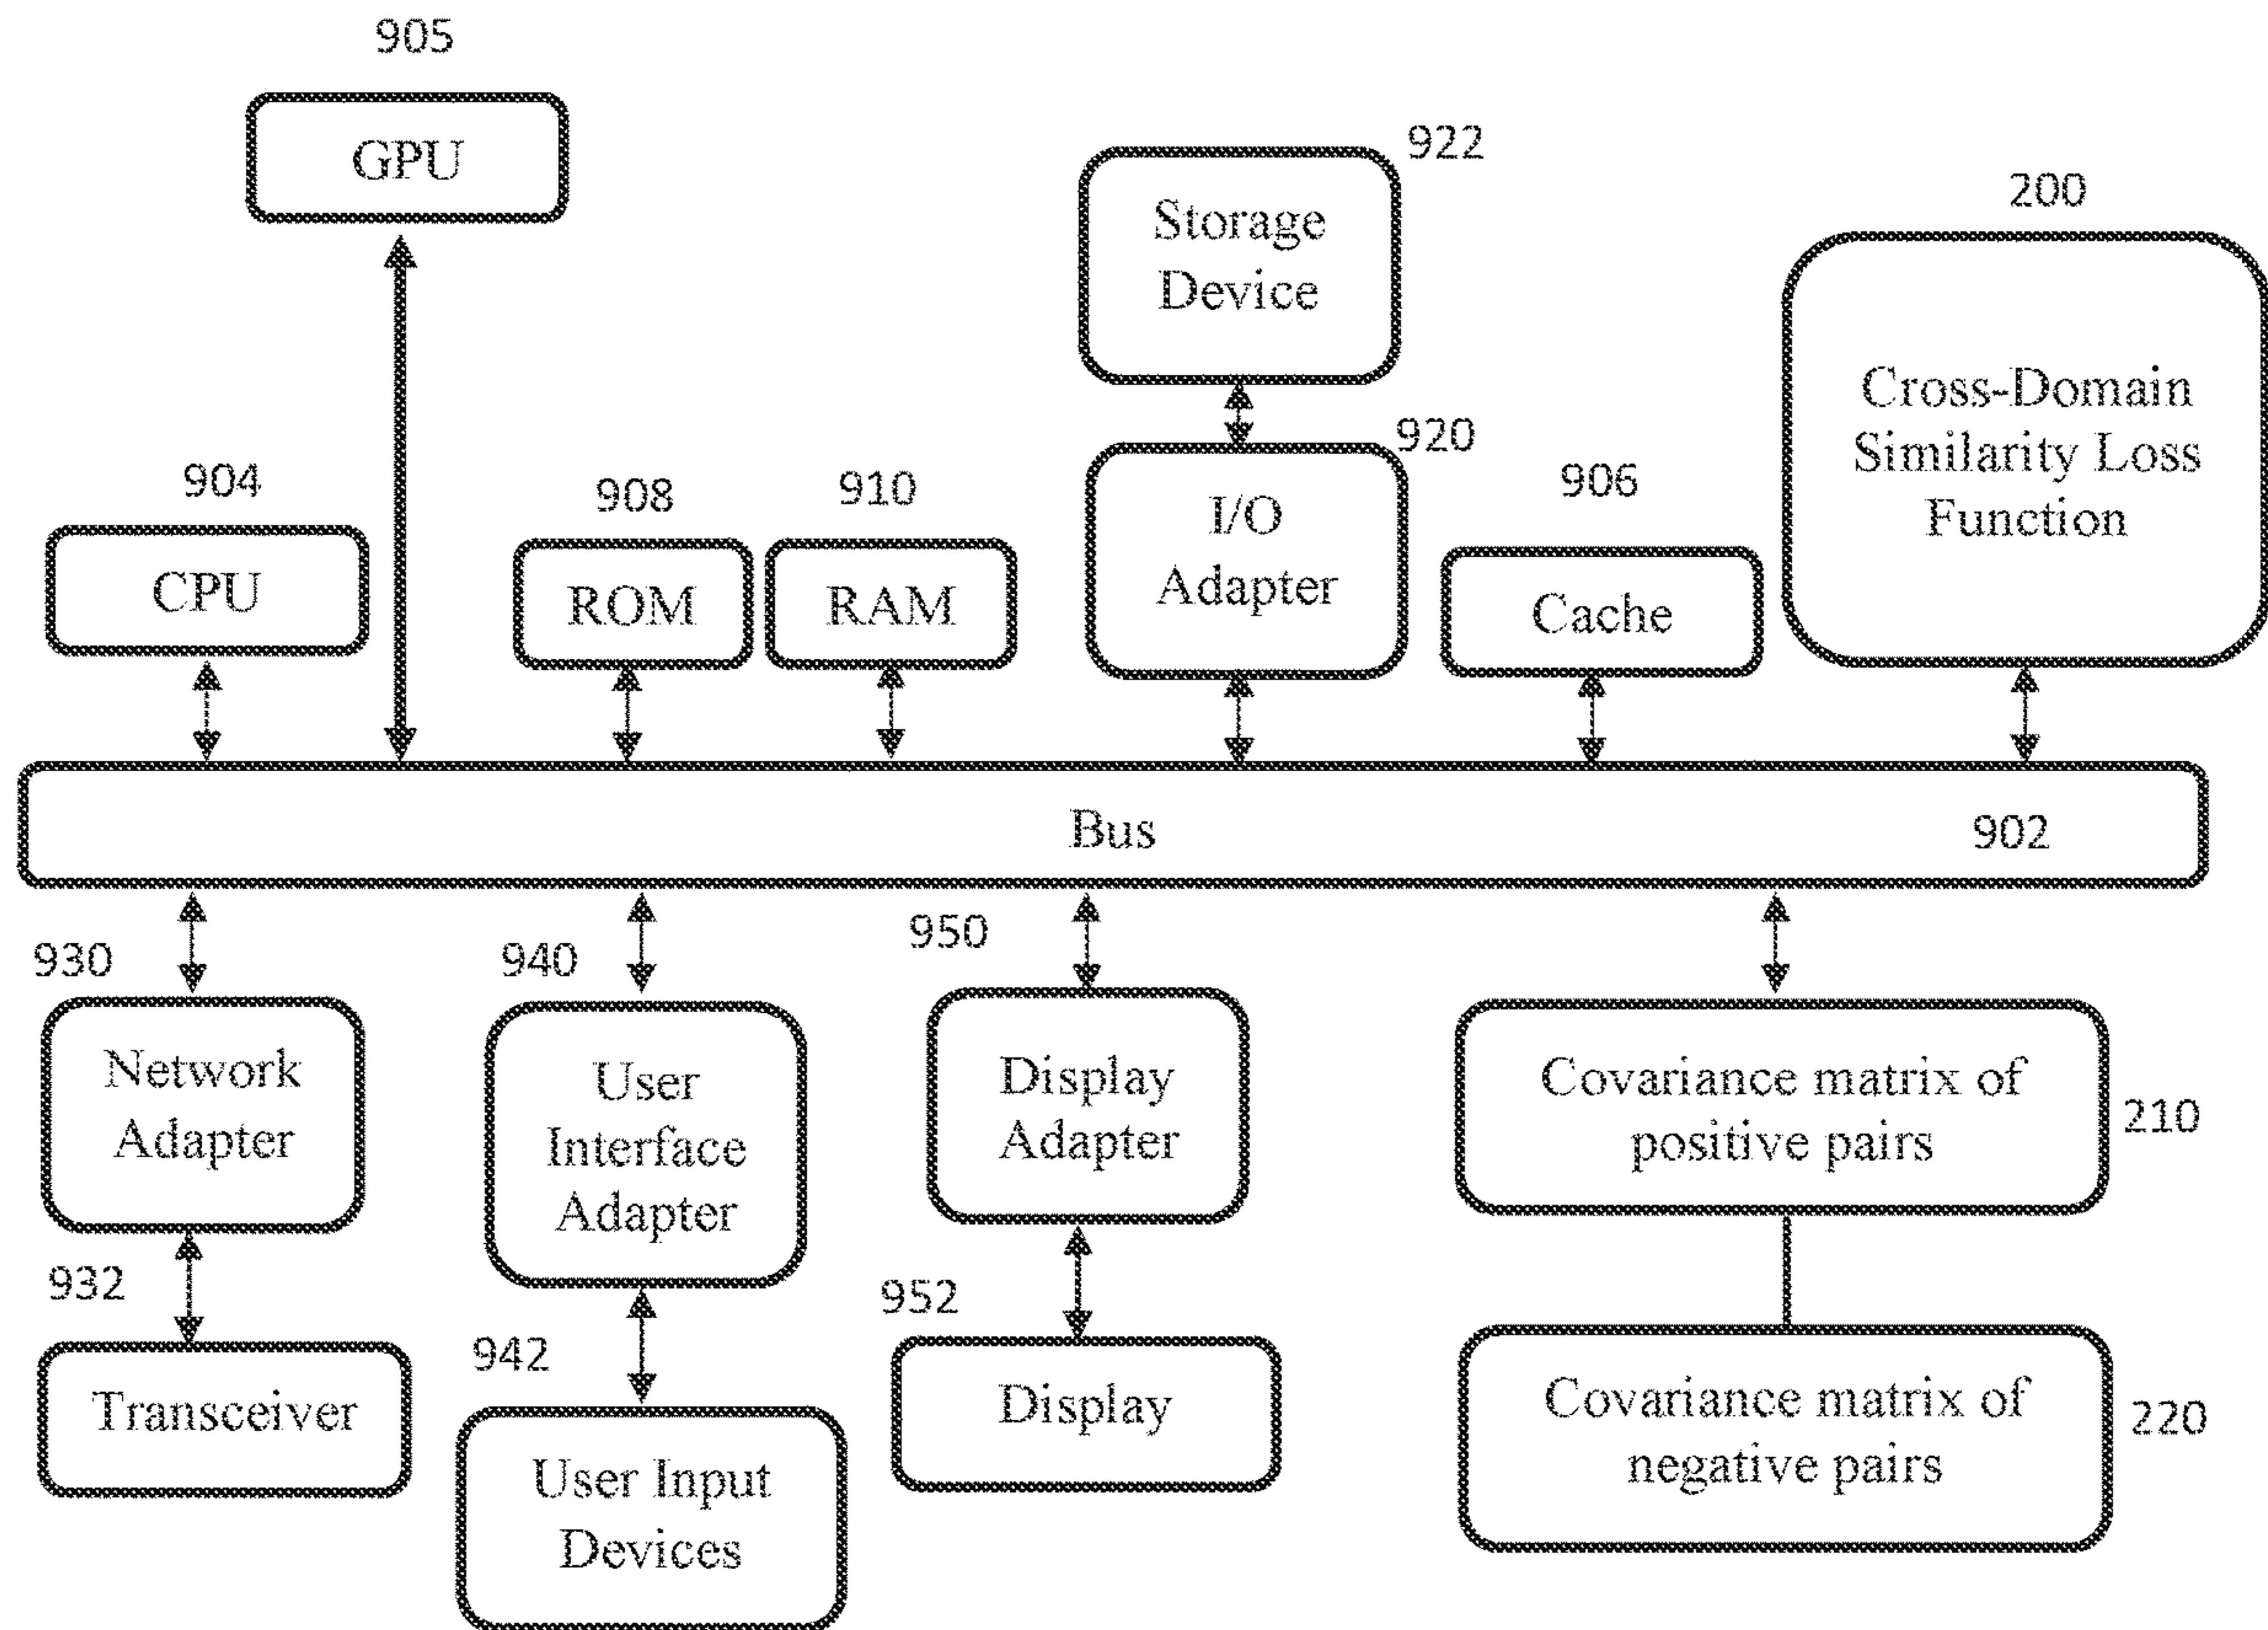 905
GPU
922
Storage
Device
200
Cross-Domain
Similarity Loss
Function
904
CPU
908
ROM
910
RAM
920
I/O
Adapter
906
Cache
Bus
902
930
Network
Adapter
940
User
Interface
Adapter
950
Display
Adapter
Covariance matrix of
positive pairs
210
932
Transceiver
942
User Input
Devices
952
Display
Covariance matrix of
negative pairs
220